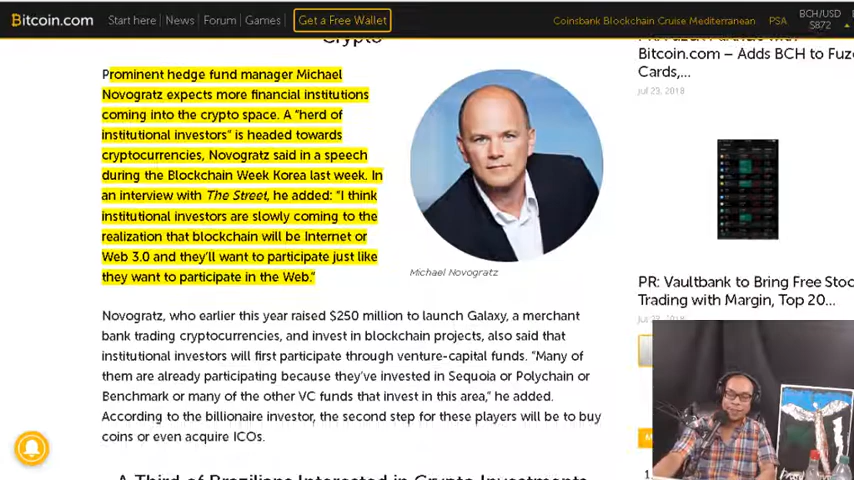 Bitcoin.com Start here News Forum Games Get a Free Wallet Coinsbank Blockchain Cruise Mediterranean PSA BCH/USD
$872
Crypto
Prominent hedge fund manager Michael
Novogratz expects more financial institutions
coming into the crypto space. A "herd of
institutional investors" is headed towards
cryptocurrencies, Novogratz said in a speech
during the Blockchain Week Korea last week. In
an interview with The Street, he added: "I think
institutional investors are slowly coming to the
realization that blockchain will be Internet or
Web 3.0 and they'll want to participate just like
they want to participate in the Web."
Michael Novogratz
Novogratz, who earlier this year raised $250 million to launch Galaxy, a merchant
bank trading cryptocurrencies, and invest in blockchain projects, also said that
institutional investors will first participate through venture-capital funds. "Many of
them are already participating because they've invested in Sequoia or Polychain or
Benchmark or many of the other VC funds that invest in this area," he added.
According to the billionaire investor, the second step for these players will be to buy
coins or even acquire ICOs.
A Third of Brazilians Interested in Crypto Investments
Bitcoin.com – Adds BCH to Fuze
Cards,...
Jul 23, 2018
PR: Vaultbank to Bring Free Stoc
Trading with Margin, Top 20...